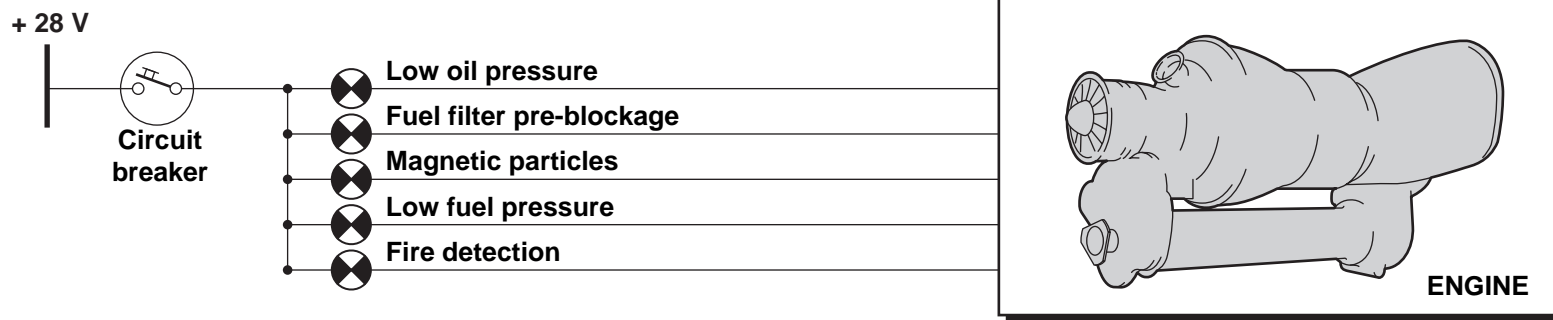 + 28 V
Circuit
breaker
Low oil pressure
Fuel filter pre-blockage
Magnetic particles
Low fuel pressure
Fire detection
ENGINE